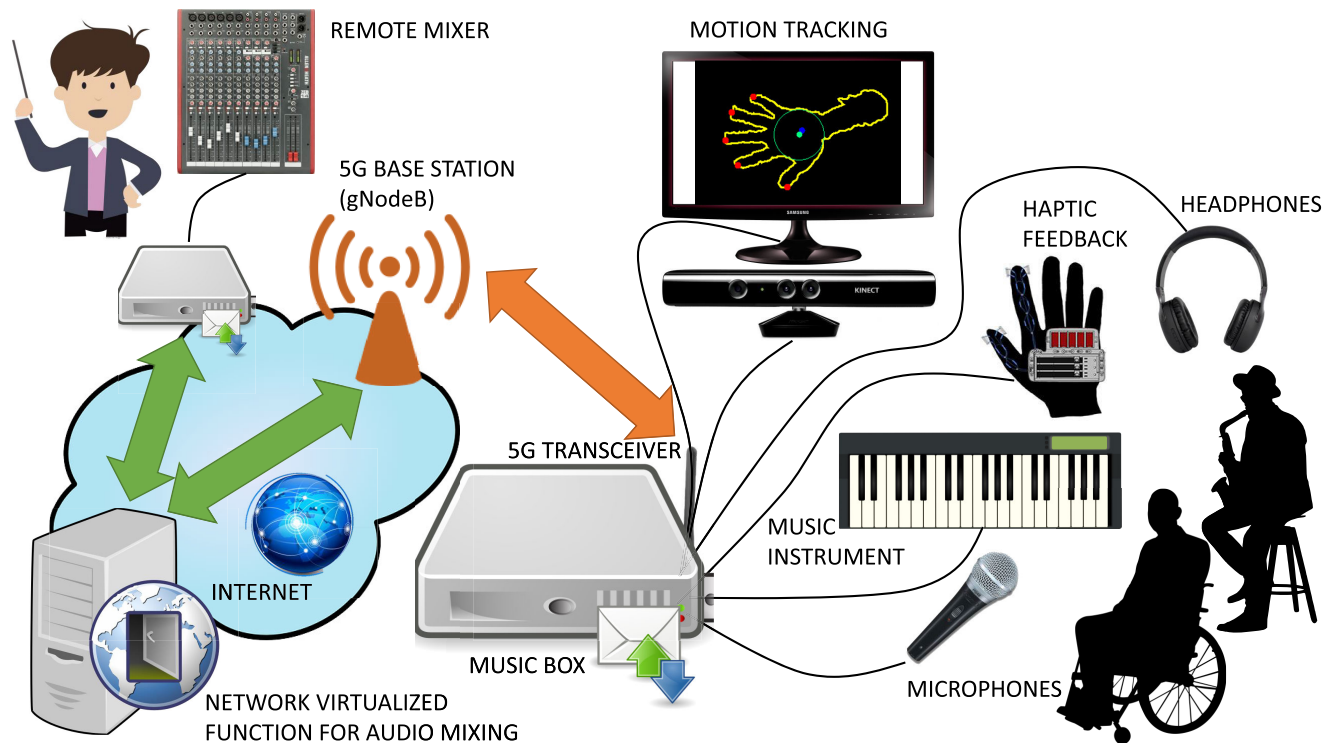 REMOTE MIXER
MOTION TRACKING
5G BASE STATION
(gNodeB)
SAMSUNG
KINECT
HAPTIC
FEEDBACK
HEADPHONES
5G TRANSCEIVER
MUSIC
INSTRUMENT
INTERNET
MUSIC BOX
MICROPHONES
NETWORK VIRTUALIZED
FUNCTION FOR AUDIO MIXING